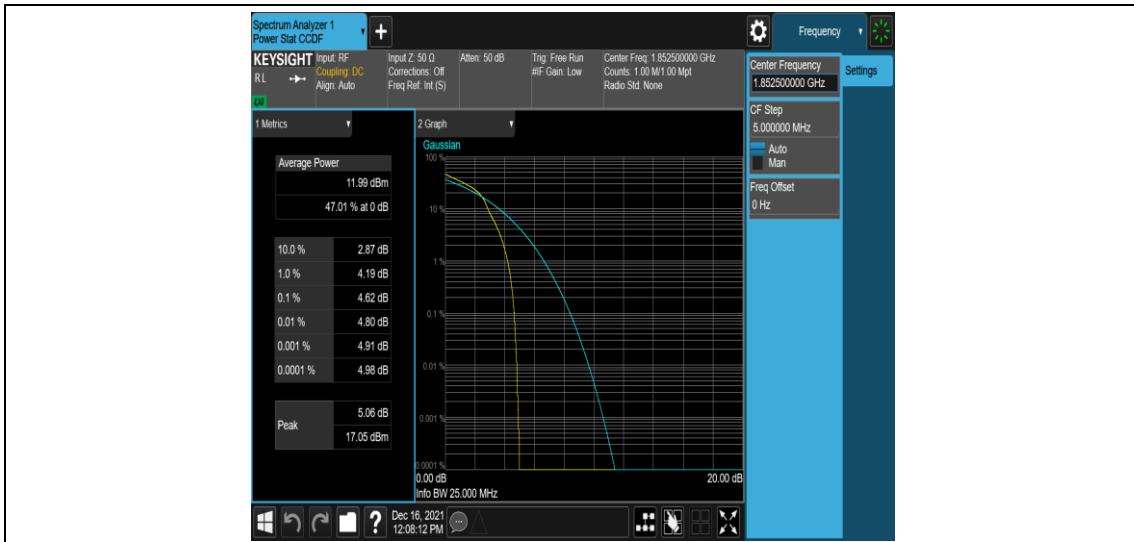 Spectrum Analyzer 1
Power Stat CCDF
+
Frequency
KEYSIGHT
RL
LXI
Input: RF
Coupling: DC
Align: Auto
Input Z: 50 Ω
Corrections: Off
Freq Ref: Int (S)
Atten: 50 dB
Trig: Free Run
#IF Gain: Low
Center Freq: 1.852500000 GHz
Counts: 1.00 M/1.00 Mpt
Radio Std: None
Center Frequency
1.852500000 GHz
Settings
CF Step
5.000000 MHz
Auto
Man
Freq Offset
0 Hz
1 Metrics
Average Power
11.99 dBm
47.01 % at 0 dB
10.0 % 2.87 dB
1.0 % 4.19 dB
0.1 % 4.62 dB
0.01 % 4.80 dB
0.001 % 4.91 dB
0.0001 % 4.98 dB
Peak
5.06 dB
17.05 dBm
2 Graph
Gaussian
100 %
10 %
1 %
0.1 %
0.01 %
0.001 %
0.0001 %
0.00 dB 20.00 dB
Info BW 25.000 MHz
?
Dec 16, 2021
12:08:12 PM